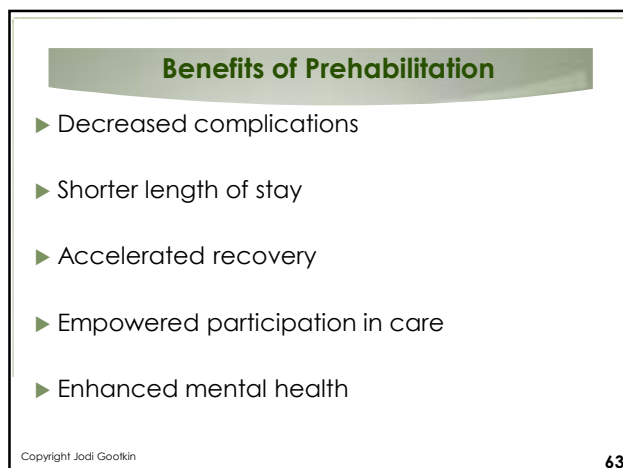 Benefits of Prehabilitation
Decreased complications
Shorter length of stay
Accelerated recovery
Empowered participation in care
Enhanced mental health
Copyright Jodi Gootkin
63